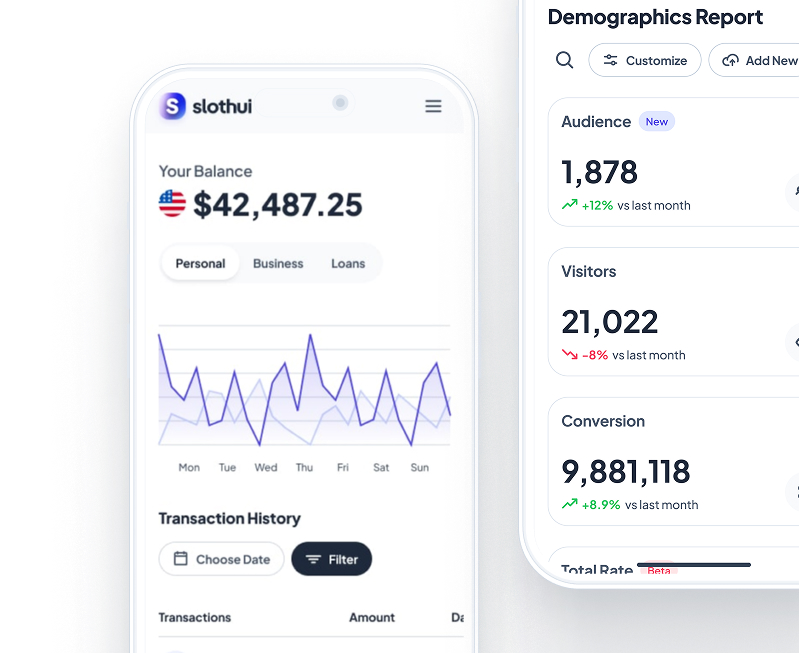 slothui
Your Balance
$42,487.25
Personal Business Loans
Mon Tue Wed Thu Fri Sat Sun
Transaction History
Choose Date Filter
Transactions Amount
Demographics Report
Customize Add New
Audience New
1,878
+12% vs last month
Visitors
21,022
-8% vs last month
Conversion
9,881,118
+8.9% vs last month
Total Rate Beta